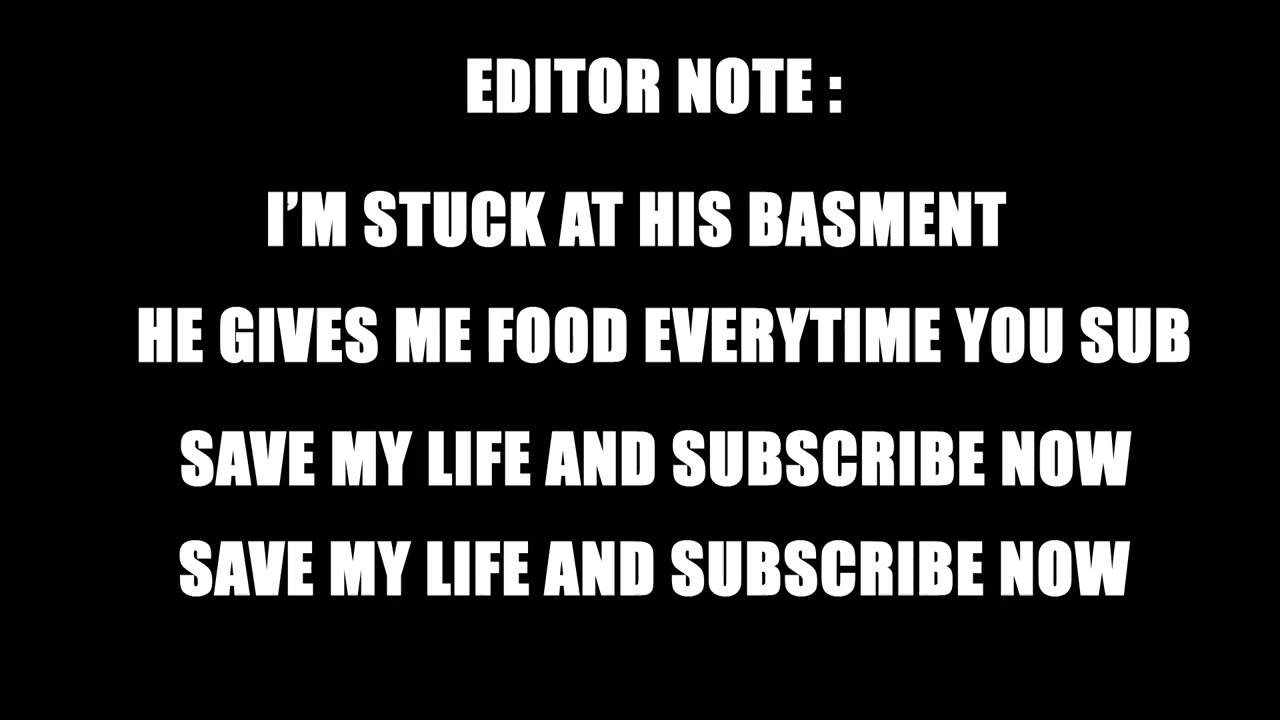 EDITOR NOTE :
I'M STUCK AT HIS BASMENT
HE GIVES ME FOOD EVERYTIME YOU SUB
SAVE MY LIFE AND SUBSCRIBE NOW
SAVE MY LIFE AND SUBSCRIBE NOW